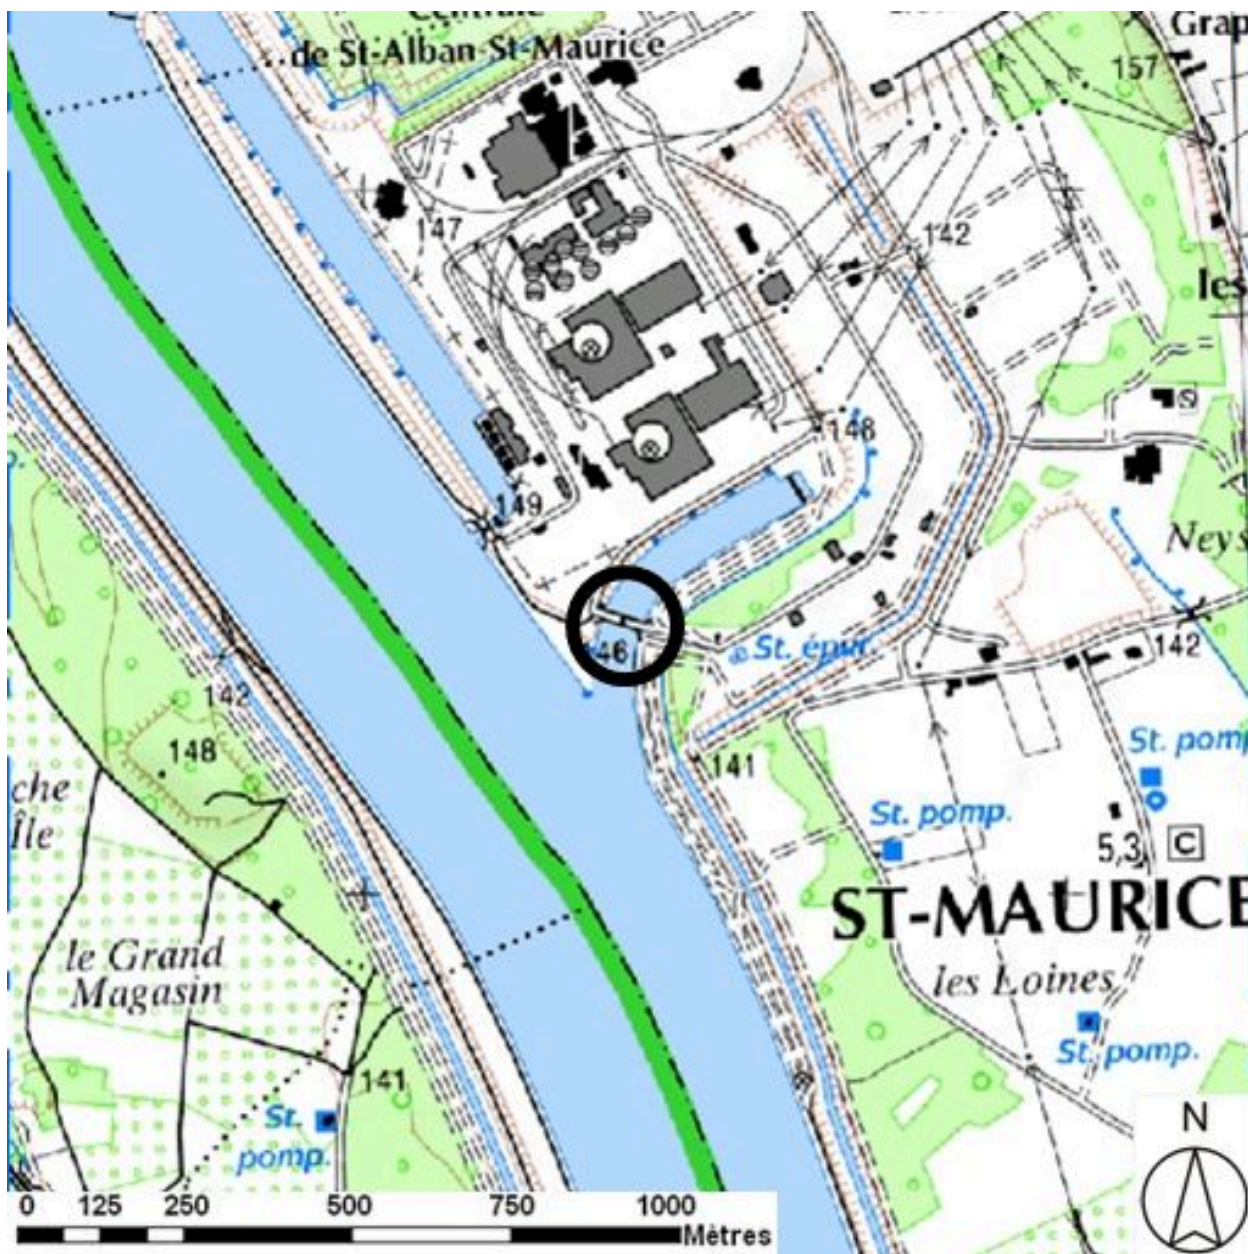 Centrale
de St-Alban-St-Maurice
Grap
157
147
142
les
148
149
Neys
46
St. épur.
142
142
148
che
Île
141
St. pomp.
St. pomp.
5,3
C
ST-MAURICE
le Grand
Magasin
les Loines
St. pomp.
141
St.
pomp.
N
0 125 250 500 750 1000
Mètres